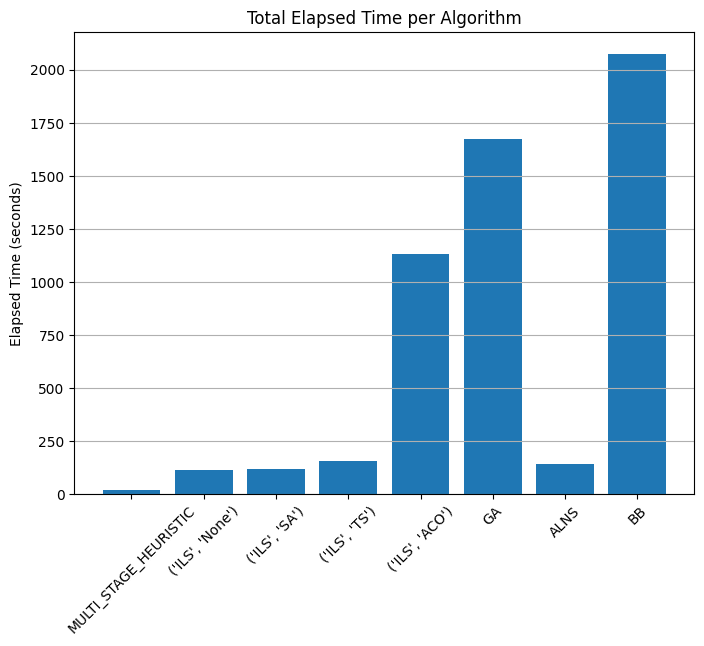 Total Elapsed Time per Algorithm
Elapsed Time (seconds)
2000
1750
1500
1250
1000
750
500
250
0
MULTI_STAGE_HEURISTIC
('ILS', 'None')
('ILS', 'SA')
('ILS', 'TS')
('ILS', 'ACO')
GA
ALNS
BB